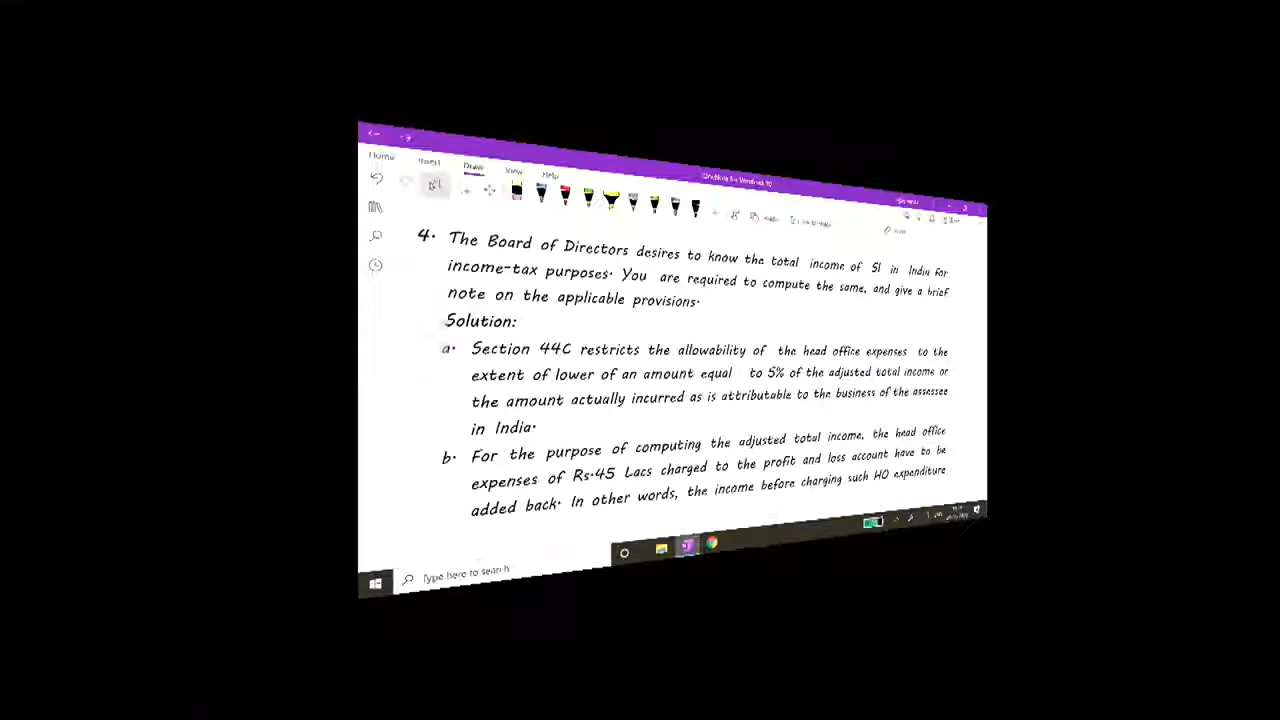 OneNote for Windows 10
Home Insert Draw View Help
4. The Board of Directors desires to know the total income of SI in India for
income-tax purposes. You are required to compute the same, and give a brief
note on the applicable provisions.
Solution:
a. Section 44C restricts the allowability of the head office expenses to the
extent of lower of an amount equal to 5% of the adjusted total income or
the amount actually incurred as is attributable to the business of the assessee
in India.
b. For the purpose of computing the adjusted total income, the head office
expenses of Rs.45 Lacs charged to the profit and loss account have to be
added back. In other words, the income before charging such HO expenditure
Type here to search